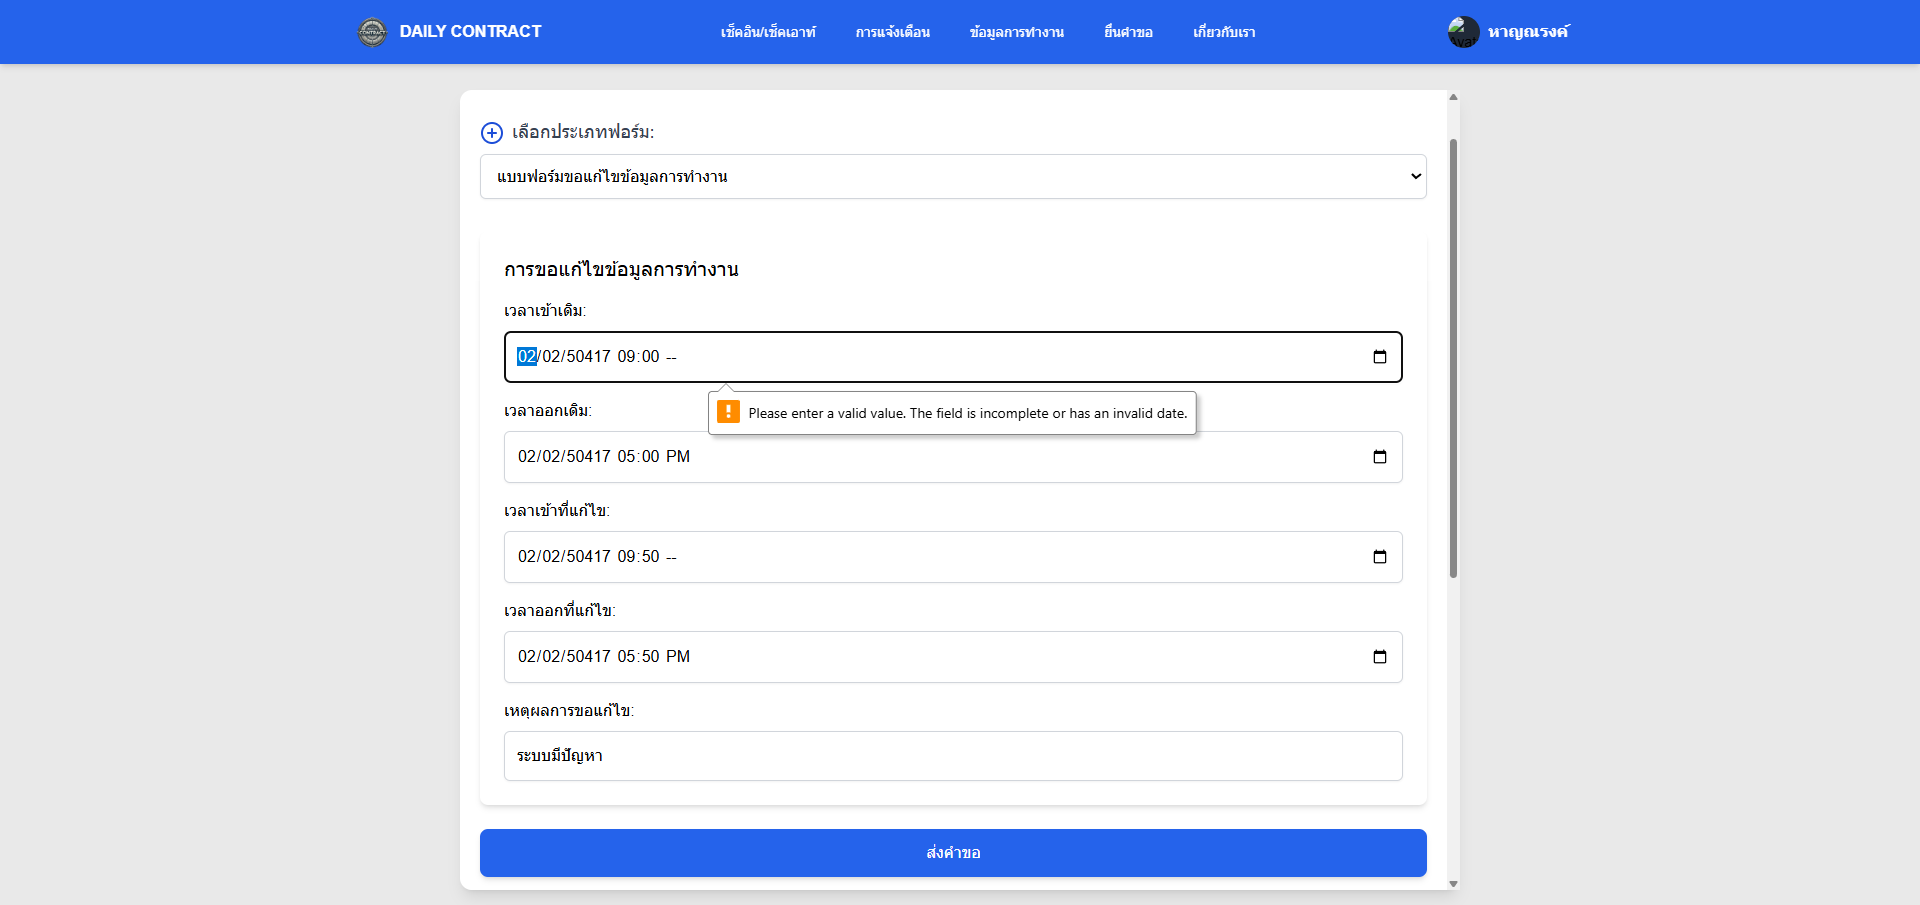 DAILY CONTRACT
เช็คอิน/เช็คเอาท์
การแจ้งเตือน
ข้อมูลการทำงาน
ยื่นคำขอ
เกี่ยวกับเรา
หาญณรงค์
เลือกประเภทฟอร์ม:
แบบฟอร์มขอแก้ไขข้อมูลการทำงาน
การขอแก้ไขข้อมูลการทำงาน
เวลาเข้าเดิม:
02/02/50417 09:00 --
Please enter a valid value. The field is incomplete or has an invalid date.
เวลาออกเดิม:
02/02/50417 05:00 PM
เวลาเข้าที่แก้ไข:
02/02/50417 09:50 --
เวลาออกที่แก้ไข:
02/02/50417 05:50 PM
เหตุผลการขอแก้ไข:
ระบบมีปัญหา
ส่งคำขอ